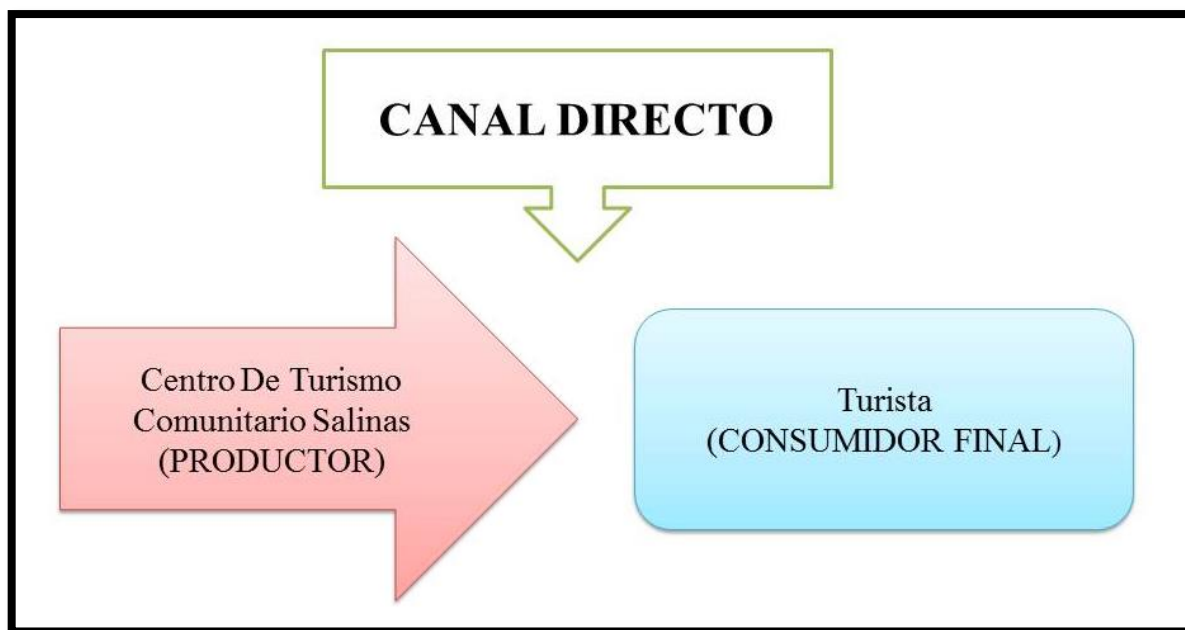 CANAL DIRECTO
Centro De Turismo
Comunitario Salinas
(PRODUCTOR)
Turista
(CONSUMIDOR FINAL)